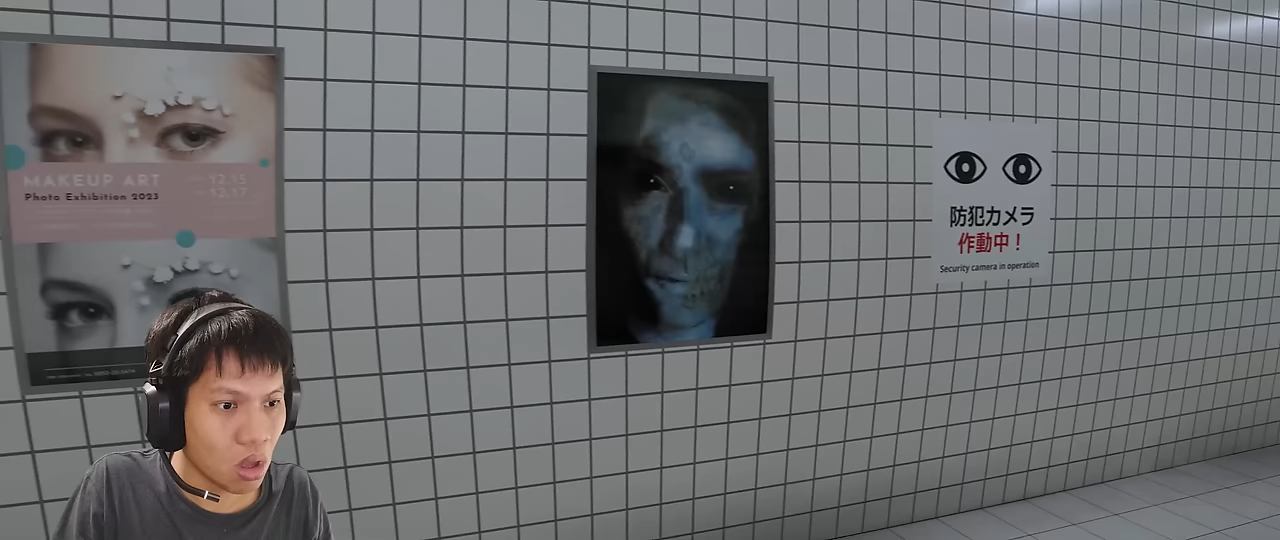 MAKEUP ART
Photo Exhibition 2023
12.15
12.17
防犯カメラ
作動中！
Security camera in operation